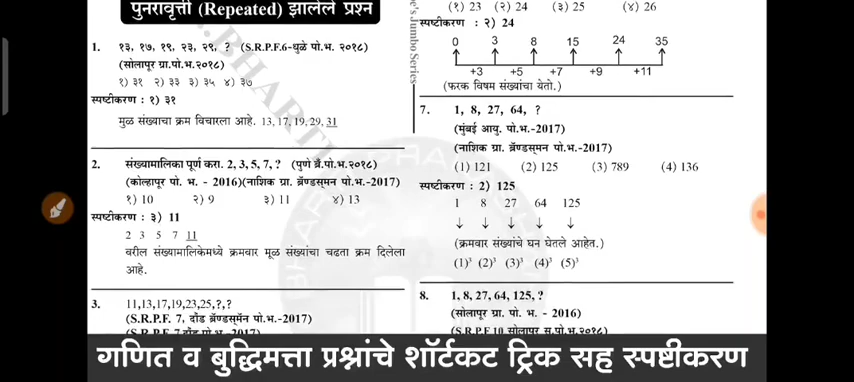 पुनरावृत्ती (Repeated) झालेले प्रश्न
1. १३, १७, १९, २३, २९, ? (S.R.P.F.6-धुळे पो.भ. २०१८)
(सोलापूर ग्रा.पो.भ.२०१८)
१) ३१ २) ३३ ३) ३५ ४) ३७
स्पष्टीकरण : १) ३१
मुळ संख्याचा क्रम विचारला आहे. 13, 17, 19, 29, 31
2. संख्यामालिका पूर्ण करा. 2, 3, 5, 7, ? (पुणे ब्रँ.पो.भ.२०१८)
(कोल्हापूर पो. भ. - 2016)(नाशिक ग्रा. बॅण्डस्मन पो.भ.-2017)
१) 10 २) 9 ३) 11 ४) 13
स्पष्टीकरण : ३) 11
2 3 5 7 11
वरील संख्यामालिकेमध्ये क्रमवार मूळ संख्यांचा चढता क्रम दिलेला
आहे.
3. 11,13,17,19,23,25,?,?
(S.R.P.F. 7, दौंड बॅण्डस्मॅन पो.भ.-2017)
(१) 23 (२) 24 (३) 25 (४) 26
स्पष्टीकरण : २) 24
0 3 8 15 24 35
+3 +5 +7 +9 +11
(फरक विषम संख्यांचा येतो.)
7. 1, 8, 27, 64, ?
(मुंबई आयु. पो.भ.-2017)
(नाशिक ग्रा. बॅण्डस्मन पो.भ.-2017)
(1) 121 (2) 125 (3) 789 (4) 136
स्पष्टीकरण : 2) 125
1 8 27 64 125
(क्रमवार संख्यांचे घन घेतले आहेत.)
(1)³ (2)³ (3)³ (4)³ (5)³
8. 1, 8, 27, 64, 125, ?
(सोलापूर ग्रा. पो. भ. - 2016)
(S.R.P.F.10 सोलापूर स.पो.भ.२०१८)
गणित व बुद्धिमत्ता प्रश्नांचे शॉर्टकट ट्रिक सह स्पष्टीकरण